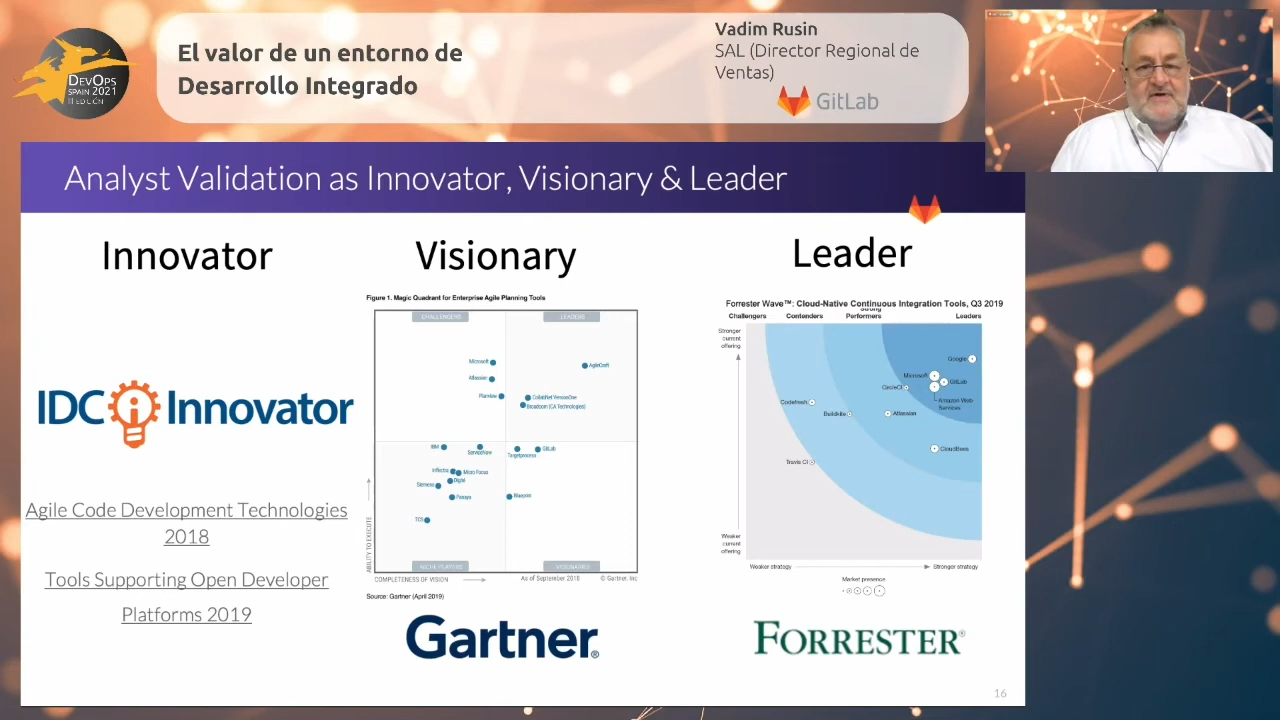 DEVOPS
SPAIN 2021
III EDICIÓN
El valor de un entorno de
Desarrollo Integrado
Vadim Rusin
SAL (Director Regional de
Ventas)
GitLab
Analyst Validation as Innovator, Visionary & Leader
Innovator
IDC Innovator
Agile Code Development Technologies
2018
Tools Supporting Open Developer
Platforms 2019
Visionary
Figure 1. Magic Quadrant for Enterprise Agile Planning Tools
CHALLENGERS
LEADERS
Microsoft
AgileCraft
Atlassian
Planview
CollabNet VersionOne
Broadcom (CA Technologies)
IBM
ServiceNow
Targetprocess
GitLab
Inflectra
Micro Focus
Digité
Siemens
Panaya
Blueprint
TCS
NICHE PLAYERS
VISIONARIES
ABILITY TO EXECUTE
COMPLETENESS OF VISION
As of September 2018
© Gartner, Inc
Source: Gartner (April 2019)
Gartner®
Leader
Forrester Wave™: Cloud-Native Continuous Integration Tools, Q3 2019
Challengers
Contenders
Strong
Performers
Leaders
Stronger
current
offering
Google
Microsoft
GitLab
CircleCI
Amazon Web
Services
Codefresh
Buildkite
Atlassian
CloudBees
Travis CI
Weaker
current
offering
Weaker strategy
Stronger strategy
Market presence
FORRESTER®
16